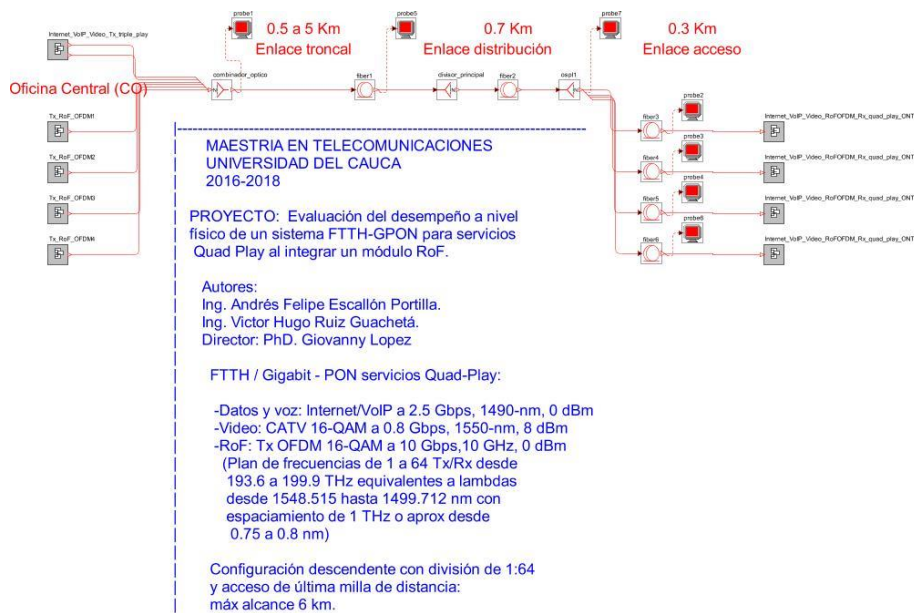 probe1
0.5 a 5 Km
Enlace troncal
probe5
0.7 Km
Enlace distribución
probe7
0.3 Km
Enlace acceso
Internet_VoIP_Video_Tx_triple_play
Oficina Central (CO)
combinador_optico
fiber1
divisor_principal
fiber2
ospl1
Tx_RoF_OFDM1
Tx_RoF_OFDM2
Tx_RoF_OFDM3
Tx_RoF_OFDM4
probe2
fiber3
Internet_VoIP_Video_RoFOFDM_Rx_quad_play_ONT
probe3
fiber4
Internet_VoIP_Video_RoFOFDM_Rx_quad_play_ONT
probe4
fiber5
Internet_VoIP_Video_RoFOFDM_Rx_quad_play_ONT
probe6
fiber6
Internet_VoIP_Video_RoFOFDM_Rx_quad_play_ONT
MAESTRIA EN TELECOMUNICACIONES
UNIVERSIDAD DEL CAUCA
2016-2018
PROYECTO: Evaluación del desempeño a nivel
físico de un sistema FTTH-GPON para servicios
Quad Play al integrar un módulo RoF.
Autores:
Ing. Andrés Felipe Escallón Portilla.
Ing. Victor Hugo Ruiz Guachetá.
Director: PhD. Giovanny Lopez
FTTH / Gigabit - PON servicios Quad-Play:
-Datos y voz: Internet/VoIP a 2.5 Gbps, 1490-nm, 0 dBm
-Video: CATV 16-QAM a 0.8 Gbps, 1550-nm, 8 dBm
-RoF: Tx OFDM 16-QAM a 10 Gbps,10 GHz, 0 dBm
(Plan de frecuencias de 1 a 64 Tx/Rx desde
193.6 a 199.9 THz equivalentes a lambdas
desde 1548.515 hasta 1499.712 nm con
espaciamiento de 1 THz o aprox desde
0.75 a 0.8 nm)
Configuración descendente con división de 1:64
y acceso de última milla de distancia:
máx alcance 6 km.